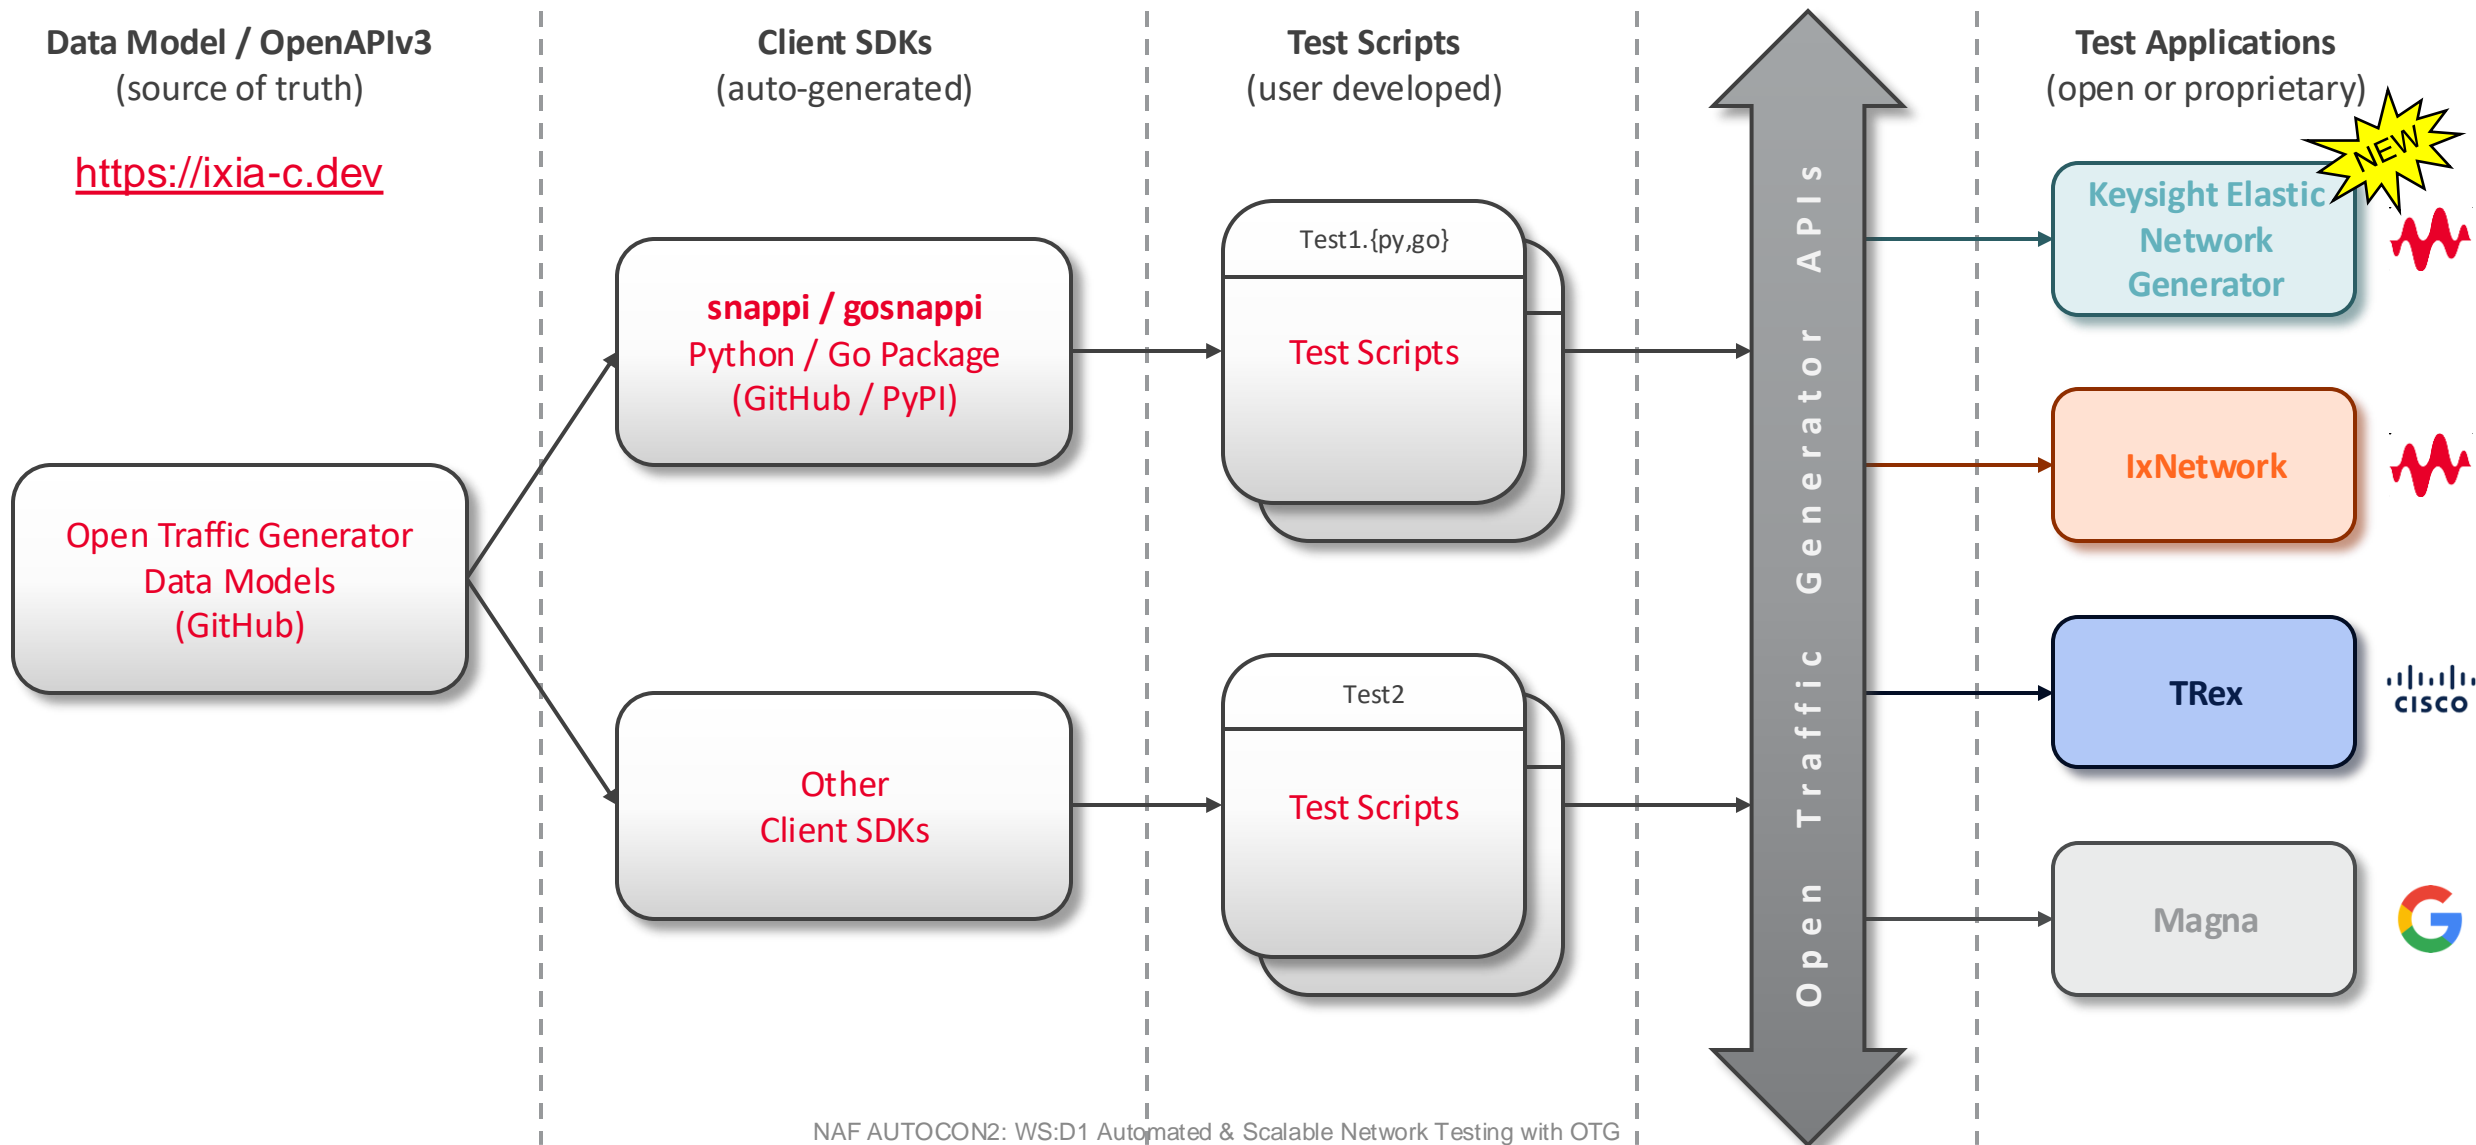 Data Model / OpenAPIv3
(source of truth)
https://ixia-c.dev
Open Traffic Generator
Data Models
(GitHub)
Client SDKs
(auto-generated)
snappi / gosnappi
Python / Go Package
(GitHub / PyPI)
Other
Client SDKs
Test Scripts
(user developed)
Test1.{py,go}
Test Scripts
Test2
Test Scripts
Open Traffic Generator APIs
Test Applications
(open or proprietary)
NEW
Keysight Elastic
Network
Generator
IxNetwork
TRex
CISCO
Magna
G
NAF AUTOCON2: WS:D1 Automated & Scalable Network Testing with OTG